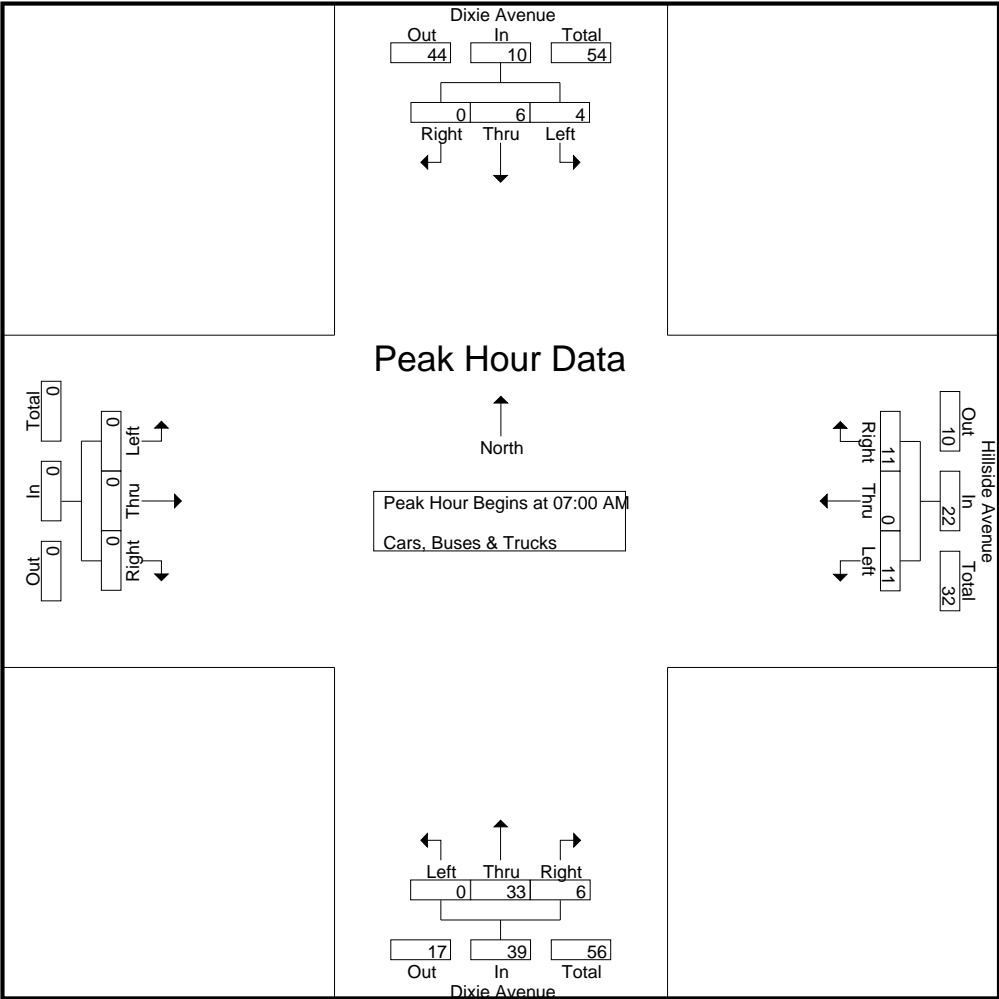 Dixie Avenue
Out In Total
44 10 54
0 6 4
Right Thru Left
Peak Hour Data
North
Peak Hour Begins at 07:00 AM
Cars, Buses & Trucks
Total In Out
0 0 0
0 0 0
Left Thru Right
Right Thru Left
11 0 11
10 22 32
Out In Total
Hillside Avenue
Left Thru Right
0 33 6
17 39 56
Out In Total
Dixie Avenue